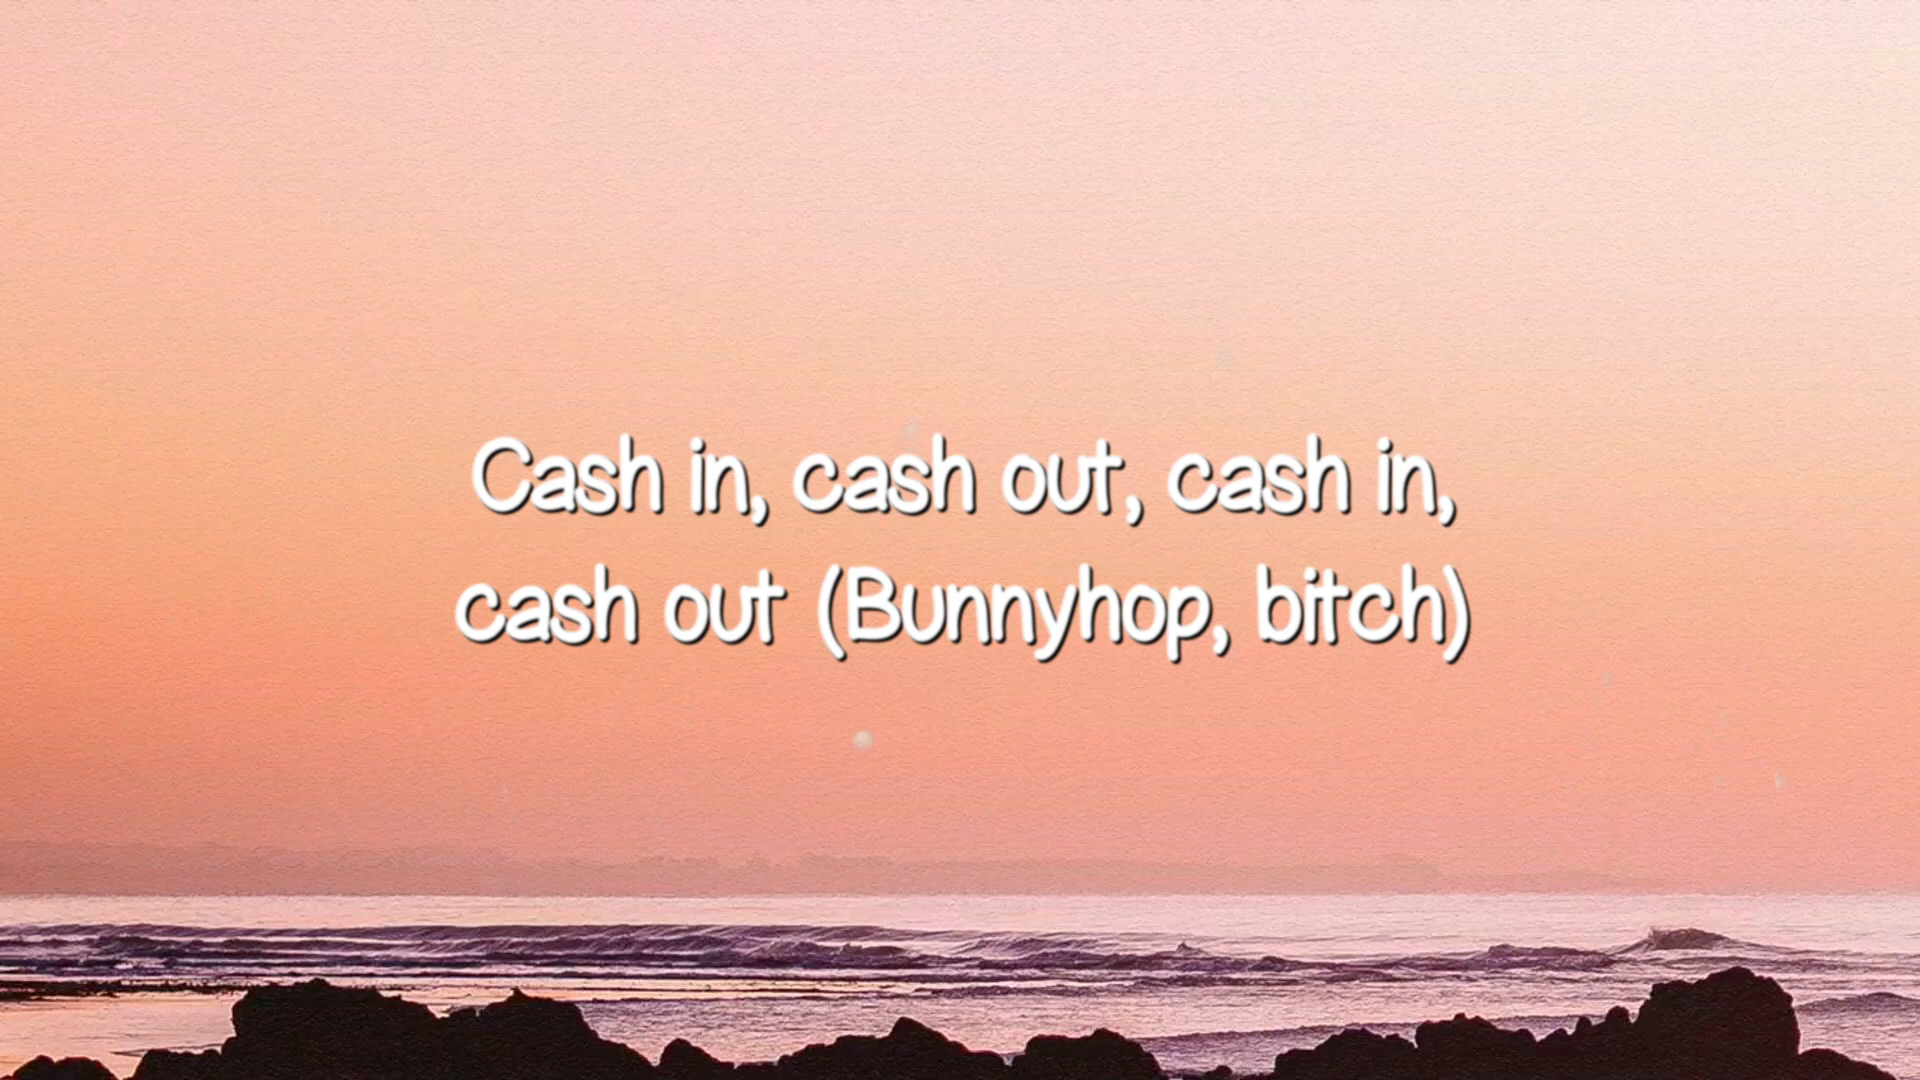 Cash in, cash out, cash in,
cash out (Bunnyhop, bitch)